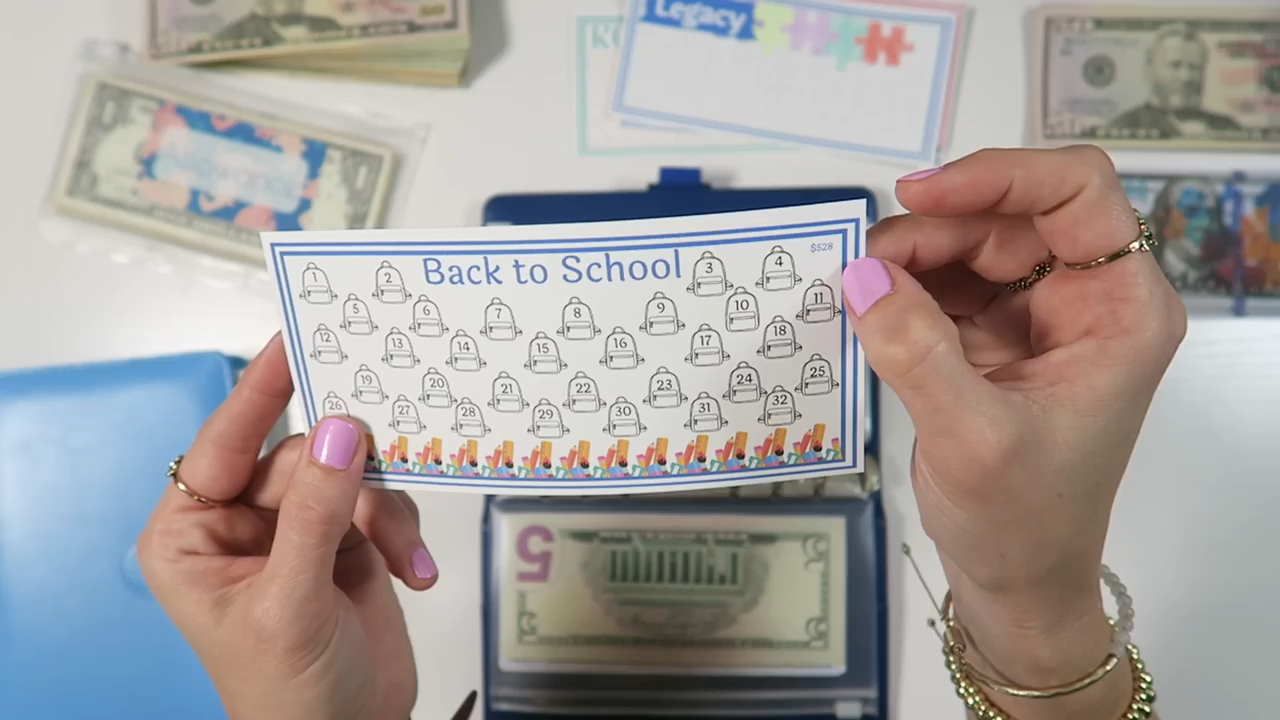 Legacy
Back to School
$528
1 2 3 4
5 6 7 8 9 10 11
12 13 14 15 16 17 18
19 20 21 22 23 24 25
26 27 28 29 30 31 32
5